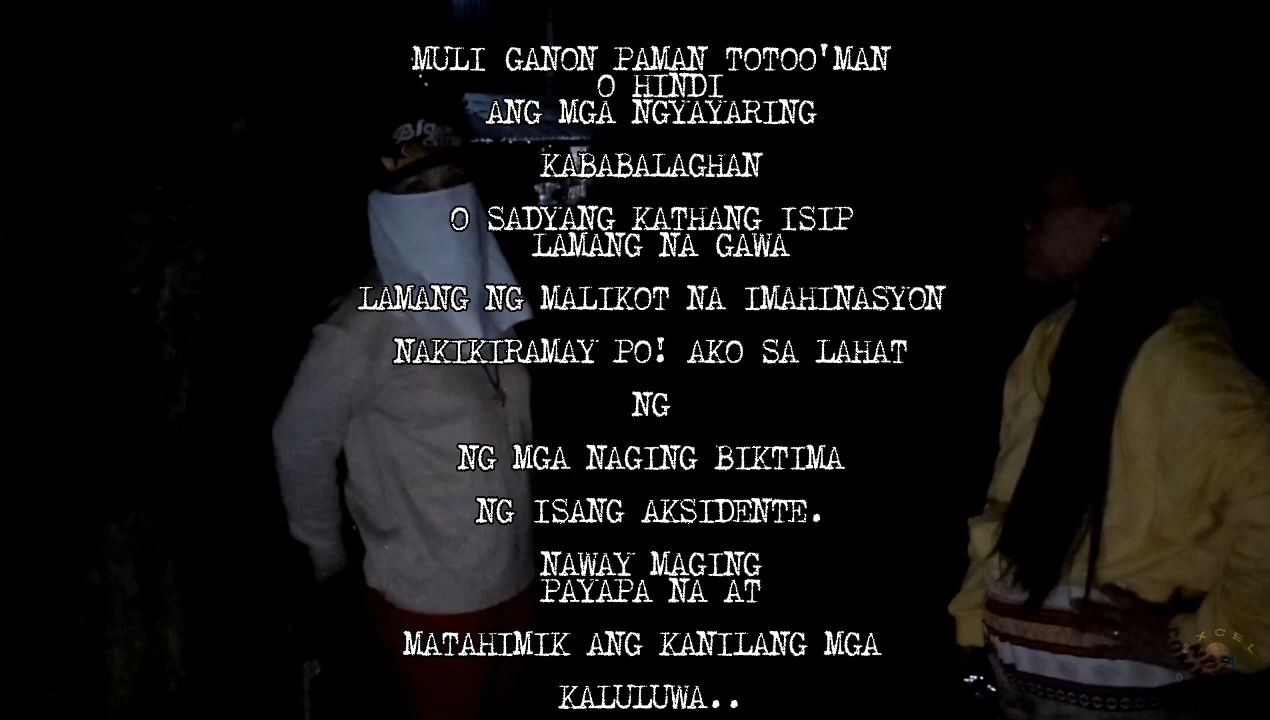 MULI GANON PAMAN TOTOO'MAN
O HINDI
ANG MGA NGYAYARING
KABABALAGHAN
O SADYANG KATHANG ISIP
LAMANG NA GAWA
LAMANG NG MALIKOT NA IMAHINASYON
NAKIKIRAMAY PO! AKO SA LAHAT
NG
NG MGA NAGING BIKTIMA
NG ISANG AKSIDENTE.
NAWAY MAGING
PAYAPA NA AT
MATAHIMIK ANG KANILANG MGA
KALULUWA..